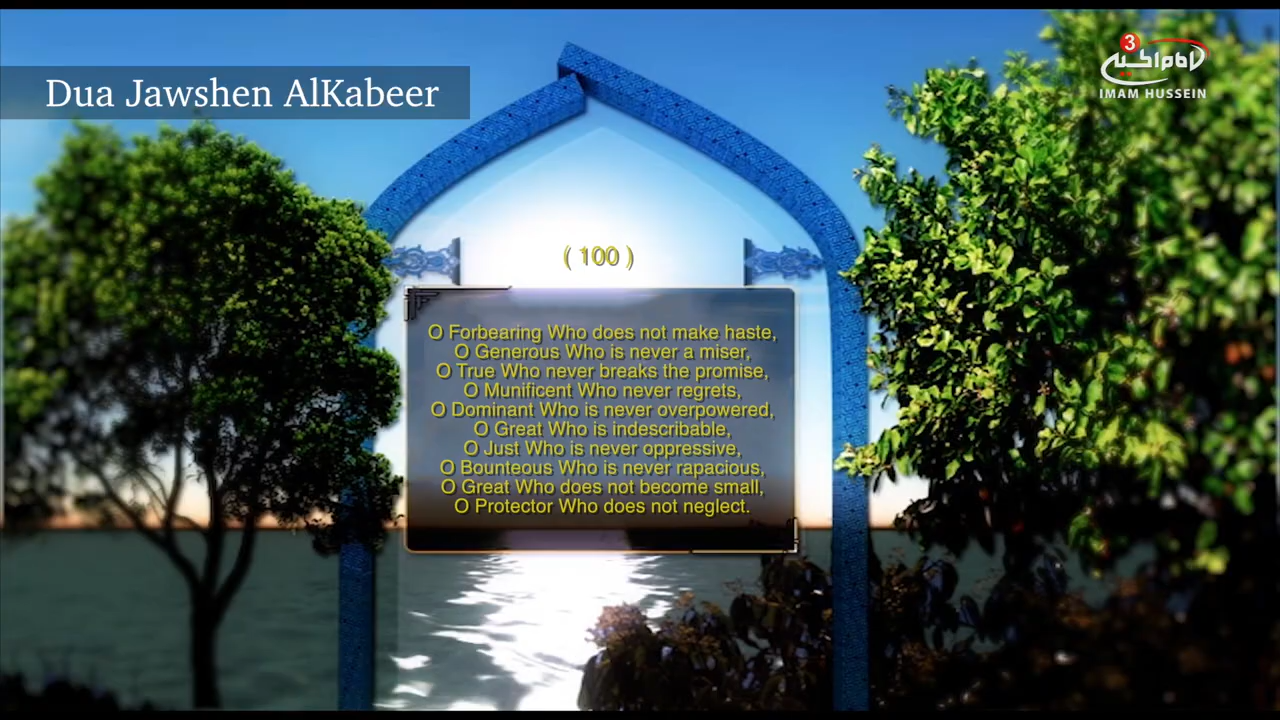 Dua Jawshen AlKabeer
3
الامام الحسين
IMAM HUSSEIN
( 100 )
O Forbearing Who does not make haste,
O Generous Who is never a miser,
O True Who never breaks the promise,
O Munificent Who never regrets,
O Dominant Who is never overpowered,
O Great Who is indescribable,
O Just Who is never oppressive,
O Bounteous Who is never rapacious,
O Great Who does not become small,
O Protector Who does not neglect.